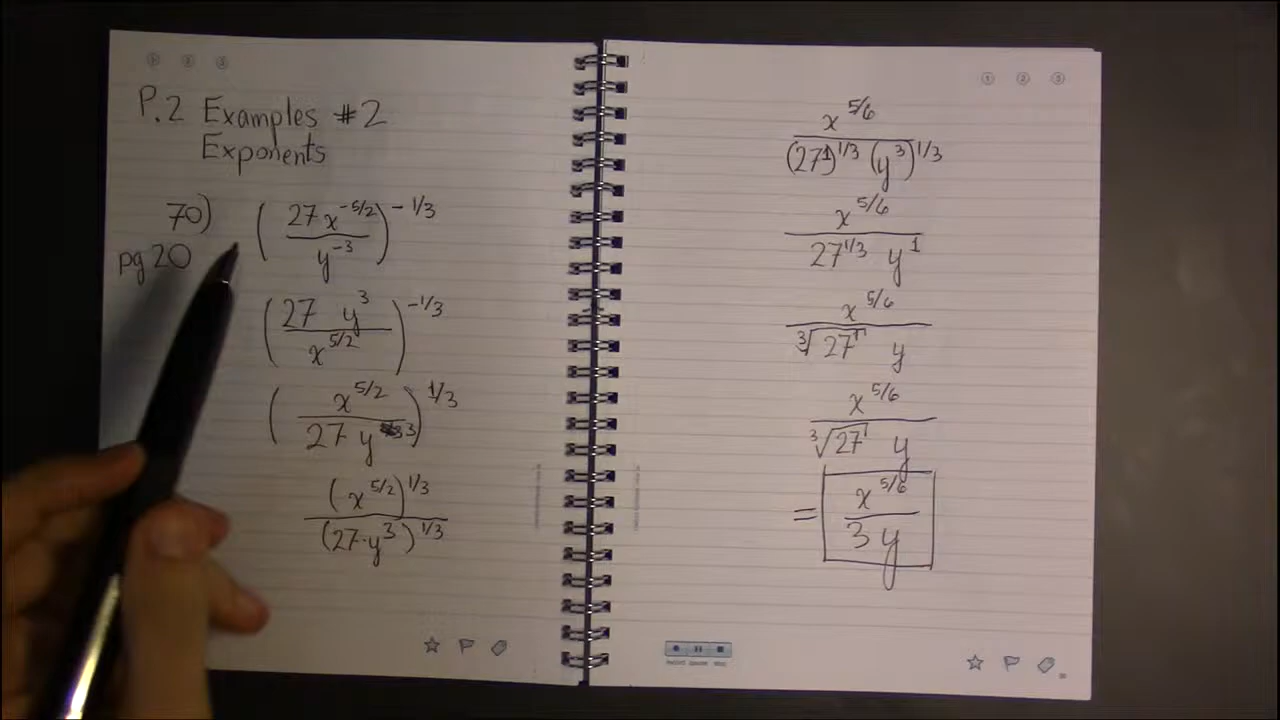 P.2 Examples #2
Exponents
70)
pg 20
(27x^(-5/2) / y^(-3))^(-1/3)
(27 y^3 / x^(5/2))^(-1/3)
(x^(5/2) / 27 y^3)^(1/3)
(x^(5/2))^(1/3) / (27·y^3)^(1/3)
x^(5/6) / (27^1)^(1/3) (y^3)^(1/3)
x^(5/6) / 27^(1/3) y^1
x^(5/6) / ∛27^1 y
x^(5/6) / ∛27 y
= x^(5/6) / 3y